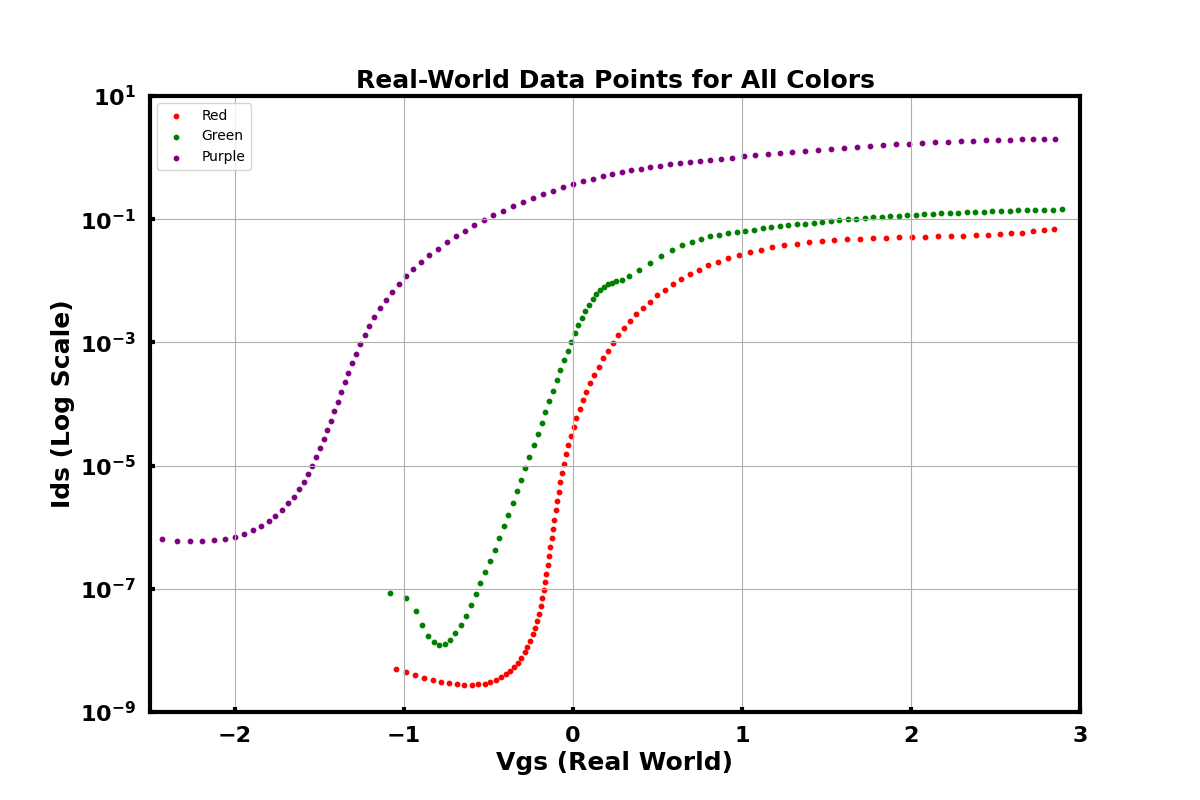 Real-World Data Points for All Colors
Red
Green
Purple
Ids (Log Scale)
10¹
10⁻¹
10⁻³
10⁻⁵
10⁻⁷
10⁻⁹
−2
−1
0
1
2
3
Vgs (Real World)